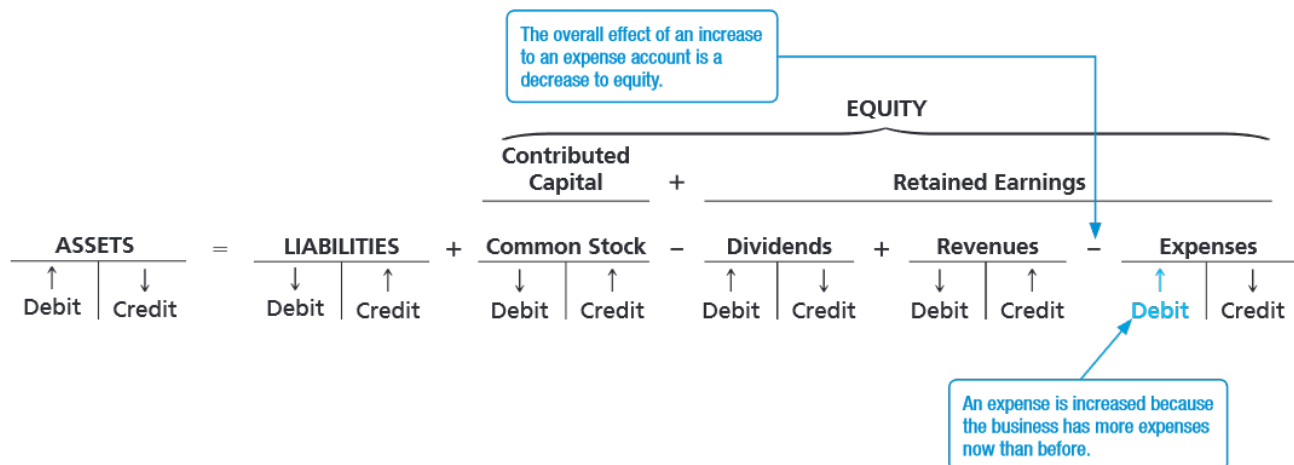 The overall effect of an increase
to an expense account is a
decrease to equity.
EQUITY
Contributed
Capital + Retained Earnings
ASSETS = LIABILITIES + Common Stock − Dividends + Revenues − Expenses
↑ ↓ ↓ ↑ ↓ ↑ ↑ ↓ ↓ ↑ ↑ ↓
Debit Credit Debit Credit Debit Credit Debit Credit Debit Credit Debit Credit
An expense is increased because
the business has more expenses
now than before.